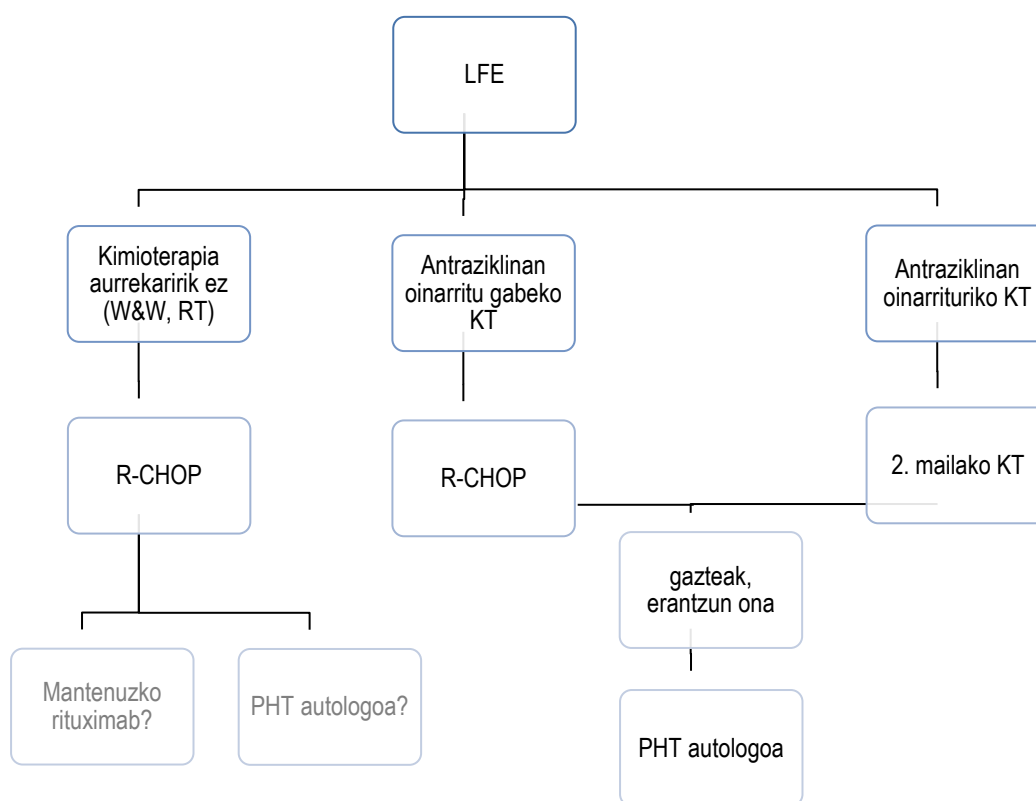 LFE
Kimioterapia
aurrekaririk ez
(W&W, RT)
Antraziklinan
oinarritu gabeko
KT
Antraziklinan
oinarrituriko KT
R-CHOP
R-CHOP
2. mailako KT
gazteak,
erantzun ona
Mantenuzko
rituximab?
PHT autologoa?
PHT autologoa